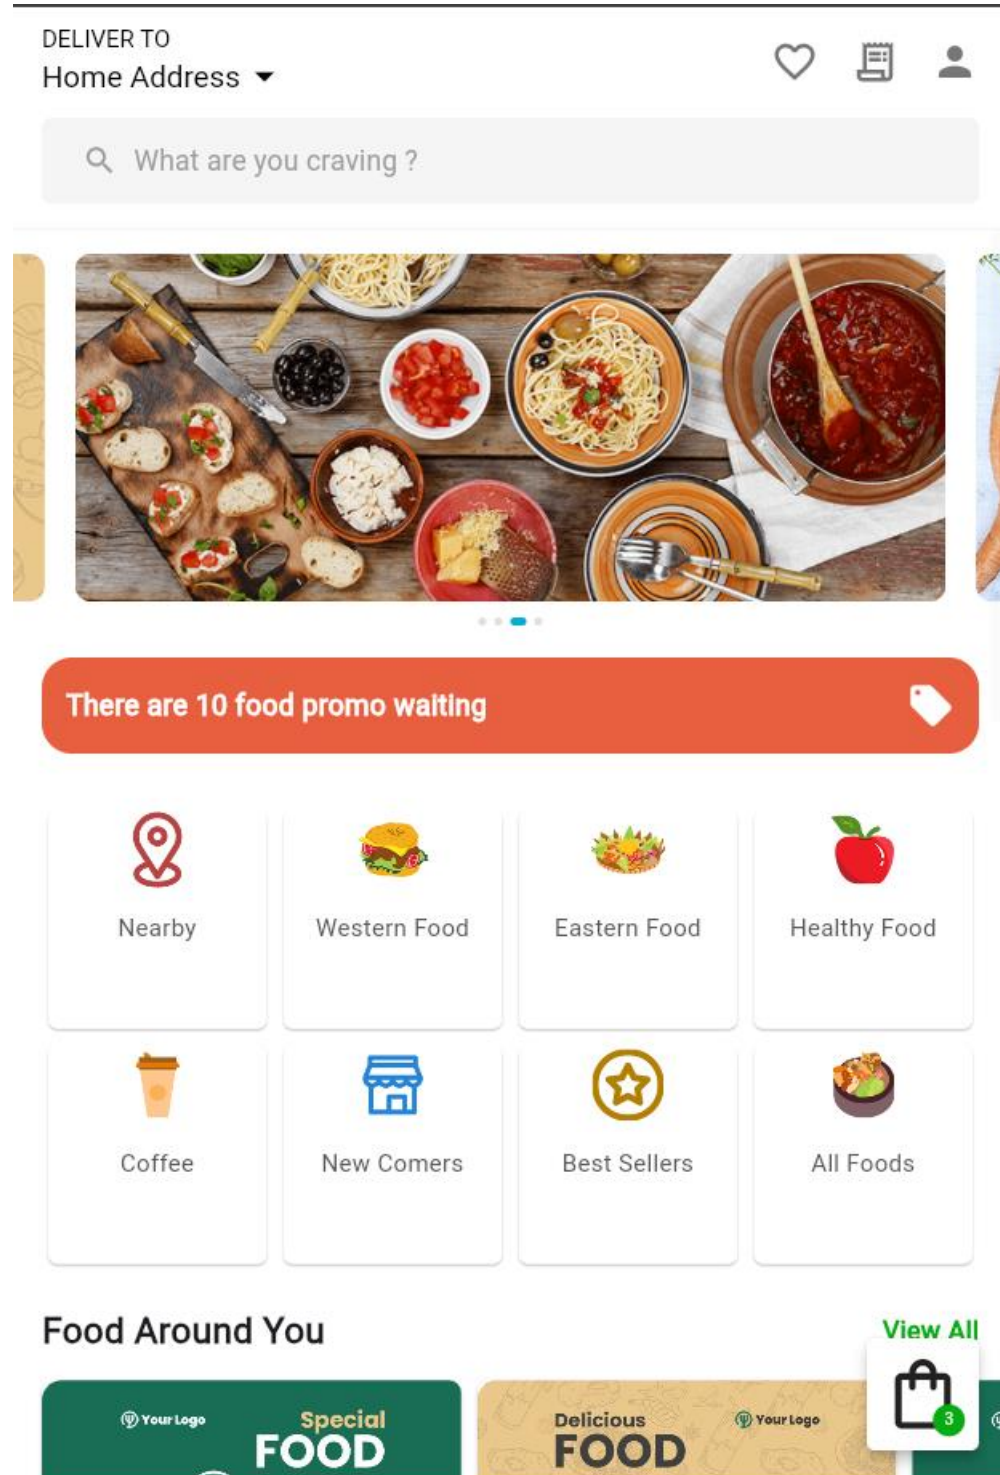 DELIVER TO
Home Address
What are you craving ?
There are 10 food promo waiting
Nearby
Western Food
Eastern Food
Healthy Food
Coffee
New Comers
Best Sellers
All Foods
Food Around You
View All
3
Your Logo
Special
FOOD
Delicious
FOOD
Your Logo